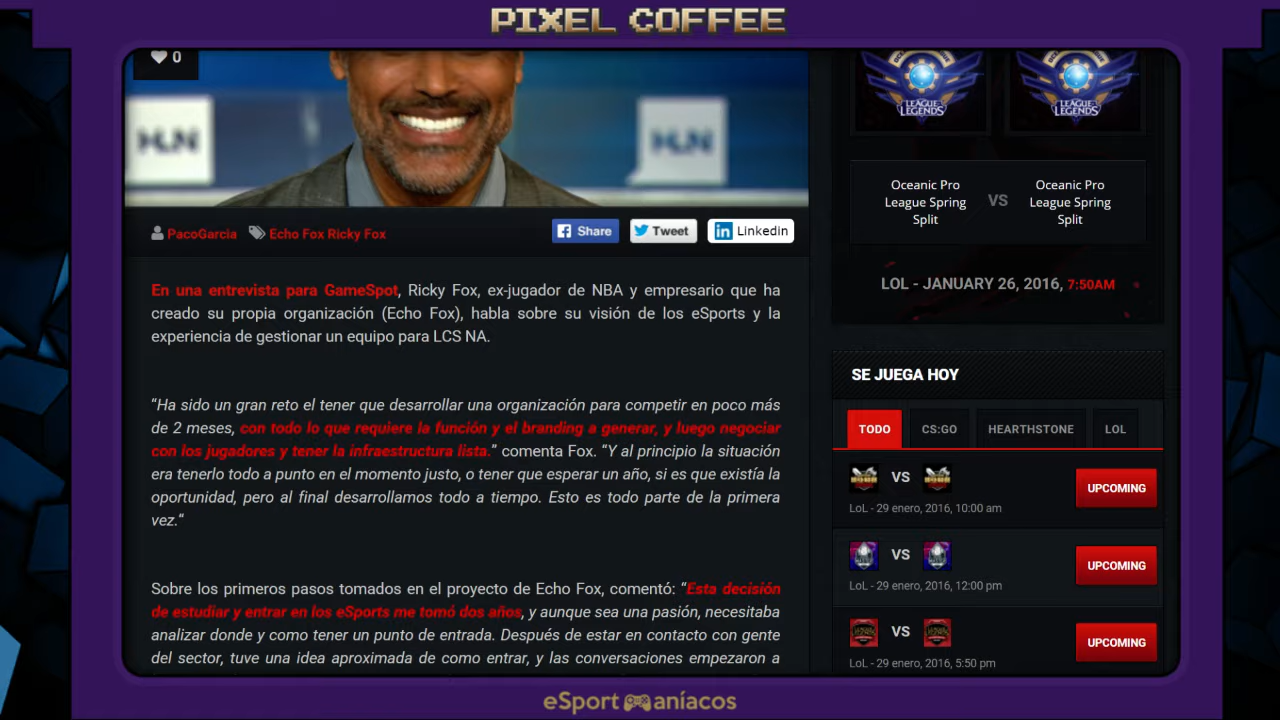 PIXEL COFFEE
0
HLN
HLN
PacoGarcia Echo Fox Ricky Fox
Share
Tweet
Linkedin
En una entrevista para GameSpot, Ricky Fox, ex-jugador de NBA y empresario que ha
creado su propia organización (Echo Fox), habla sobre su visión de los eSports y la
experiencia de gestionar un equipo para LCS NA.
“Ha sido un gran reto el tener que desarrollar una organización para competir en poco más
de 2 meses, con todo lo que requiere la función y el branding a generar, y luego negociar
con los jugadores y tener la infraestructura lista.” comenta Fox. “Y al principio la situación
era tenerlo todo a punto en el momento justo, o tener que esperar un año, si es que existía la
oportunidad, pero al final desarrollamos todo a tiempo. Esto es todo parte de la primera
vez.“
Sobre los primeros pasos tomados en el proyecto de Echo Fox, comentó: “Esta decisión
de estudiar y entrar en los eSports me tomó dos años, y aunque sea una pasión, necesitaba
analizar donde y como tener un punto de entrada. Después de estar en contacto con gente
del sector, tuve una idea aproximada de como entrar, y las conversaciones empezaron a
LEAGUE
LEGENDS
LEAGUE
LEGENDS
Oceanic Pro
League Spring
Split
VS
Oceanic Pro
League Spring
Split
LOL - JANUARY 26, 2016, 7:50AM
SE JUEGA HOY
TODO CS:GO HEARTHSTONE LOL
VS
UPCOMING
LoL - 29 enero, 2016, 10:00 am
VS
UPCOMING
LoL - 29 enero, 2016, 12:00 pm
VS
UPCOMING
LoL - 29 enero, 2016, 5:50 pm
eSport maníacos